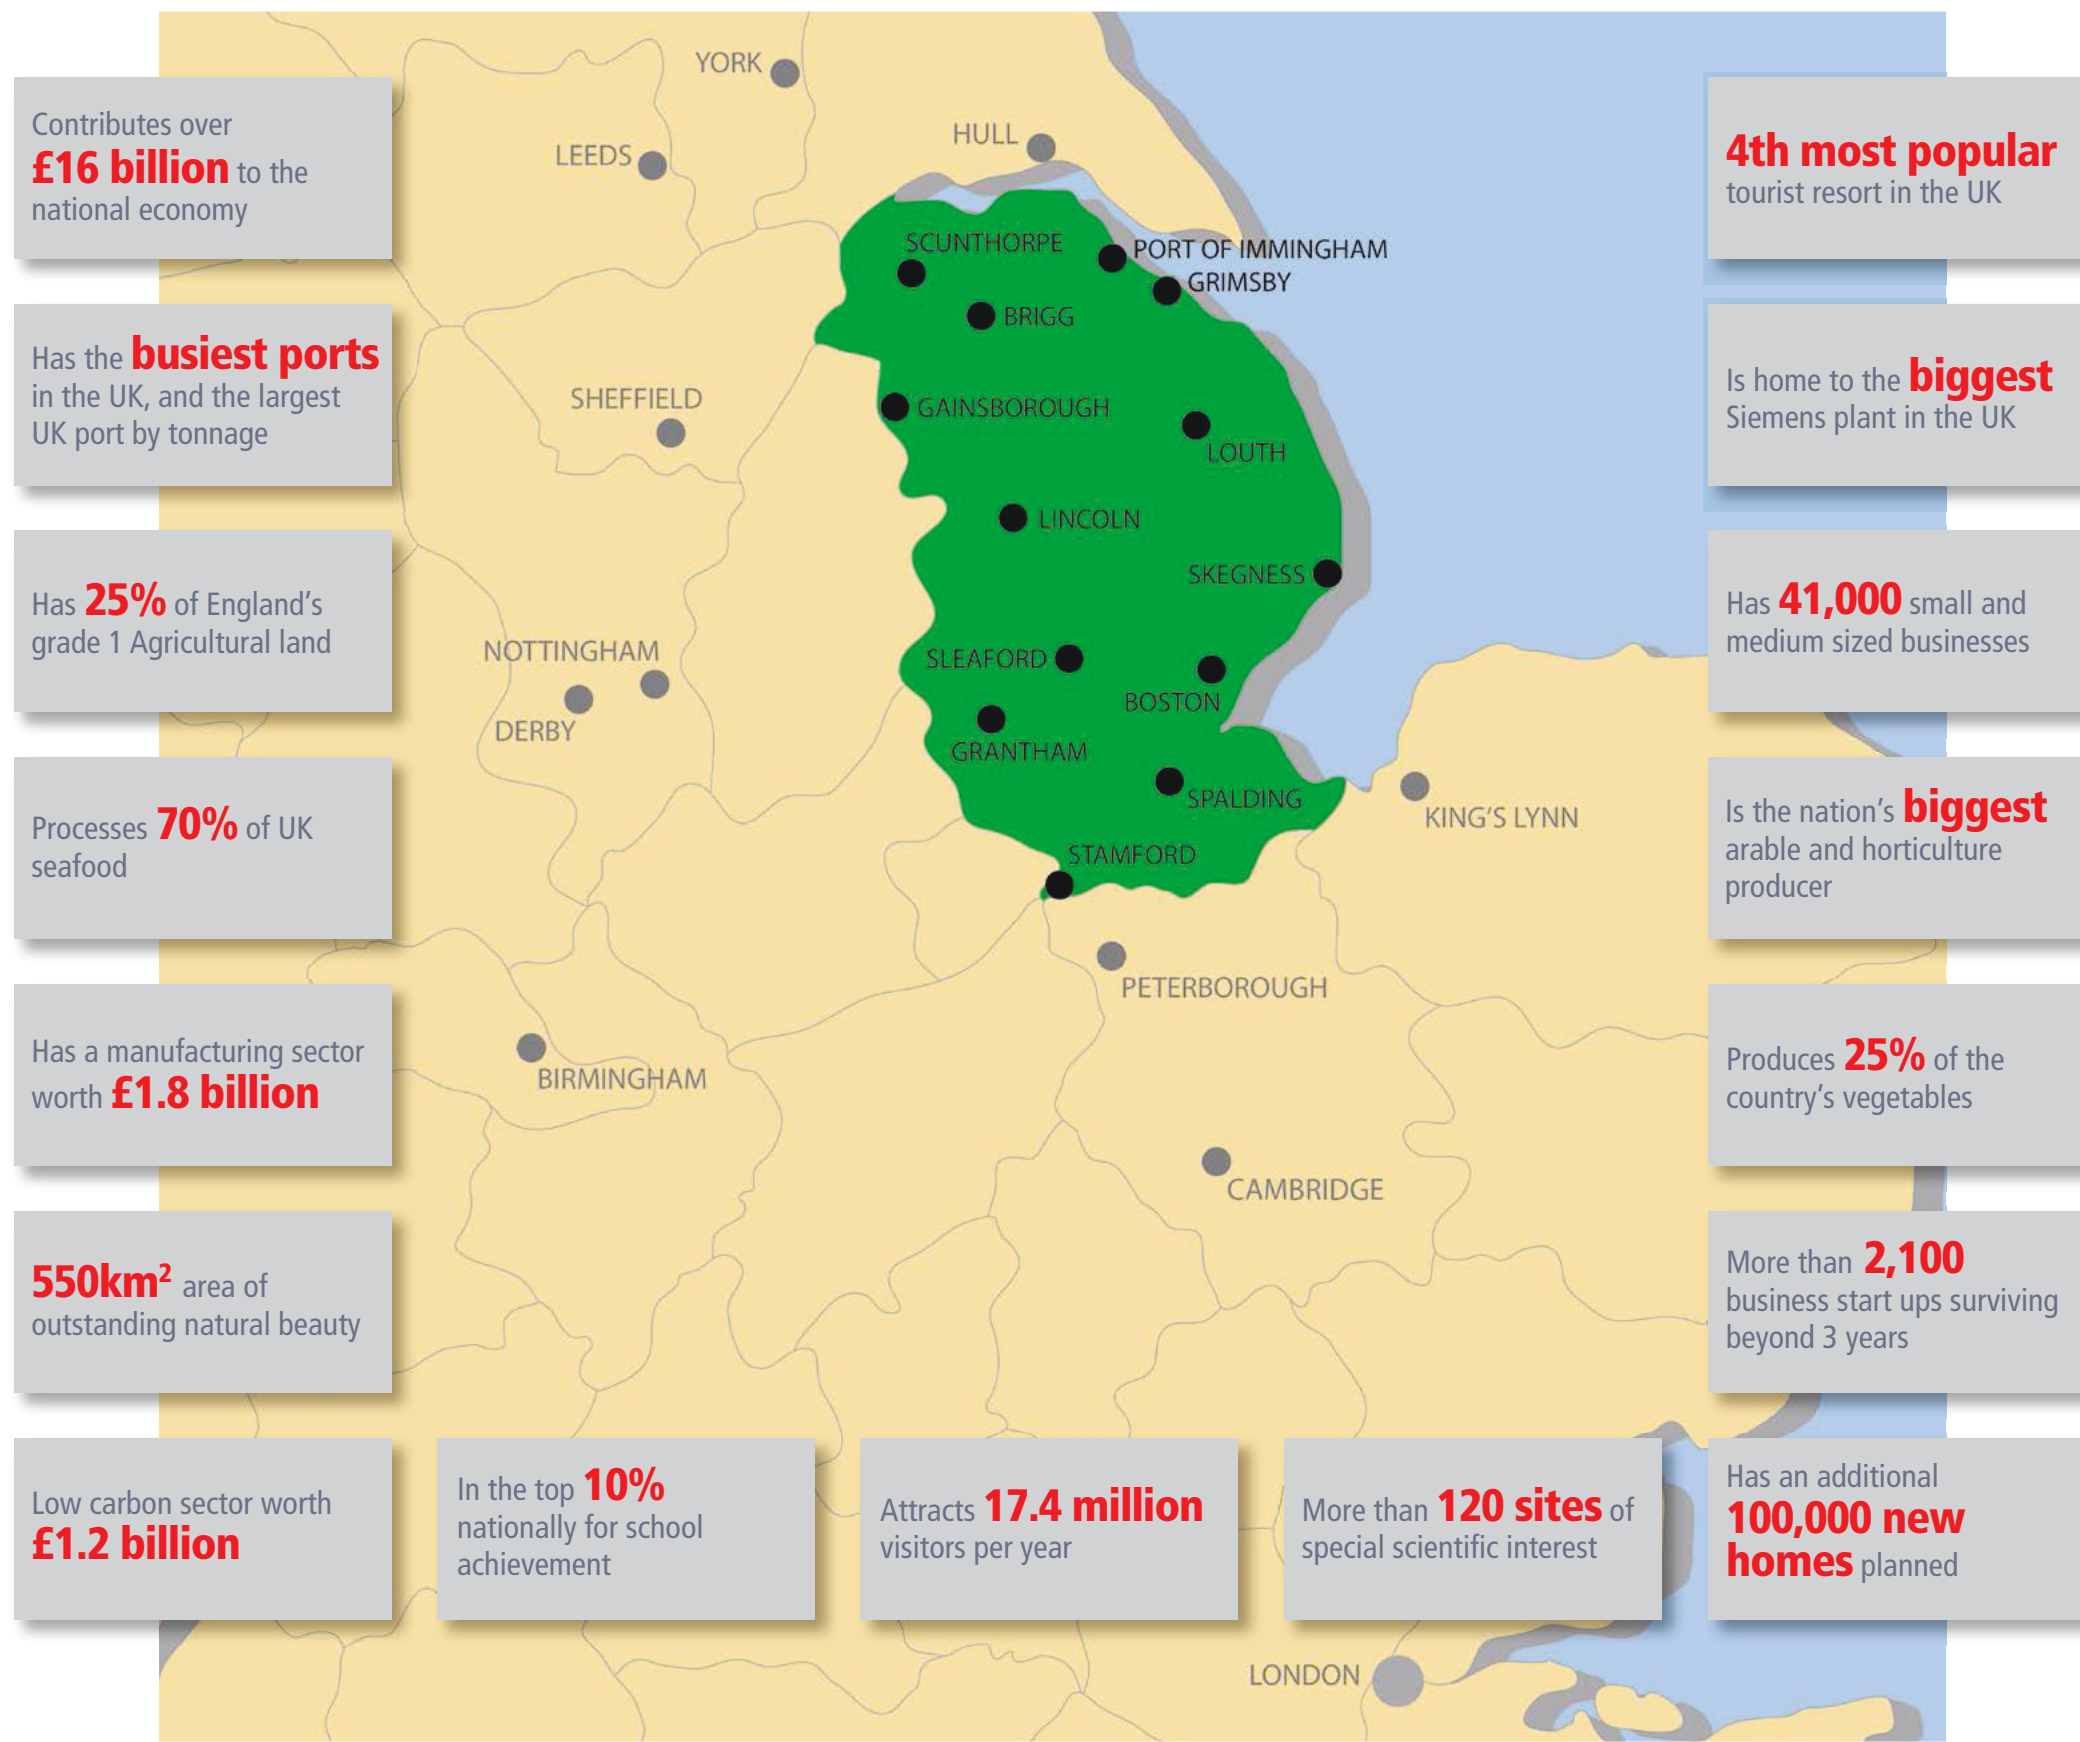 Contributes over
£16 billion to the
national economy
Has the busiest ports
in the UK, and the largest
UK port by tonnage
Has 25% of England's
grade 1 Agricultural land
Processes 70% of UK
seafood
Has a manufacturing sector
worth £1.8 billion
550km² area of
outstanding natural beauty
Low carbon sector worth
£1.2 billion
In the top 10%
nationally for school
achievement
Attracts 17.4 million
visitors per year
More than 120 sites of
special scientific interest
4th most popular
tourist resort in the UK
Is home to the biggest
Siemens plant in the UK
Has 41,000 small and
medium sized businesses
Is the nation's biggest
arable and horticulture
producer
Produces 25% of the
country's vegetables
More than 2,100
business start ups surviving
beyond 3 years
Has an additional
100,000 new
homes planned
YORK
LEEDS
HULL
SCUNTHORPE
PORT OF IMMINGHAM
GRIMSBY
BRIGG
SHEFFIELD
GAINSBOROUGH
LOUTH
LINCOLN
SKEGNESS
NOTTINGHAM
SLEAFORD
BOSTON
DERBY
GRANTHAM
SPALDING
KING'S LYNN
STAMFORD
PETERBOROUGH
BIRMINGHAM
CAMBRIDGE
LONDON